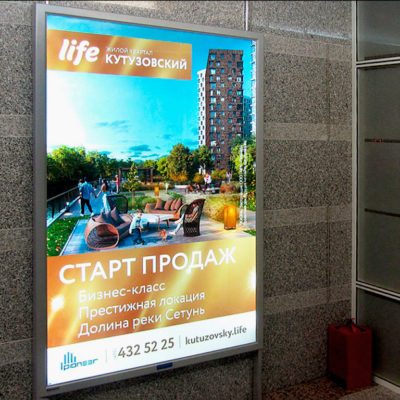 life
ЖИЛОЙ КВАРТАЛ
КУТУЗОВСКИЙ
СТАРТ ПРОДАЖ
Бизнес-класс
Престижная локация
Долина реки Сетунь
432 52 25 | kutuzovsky.life